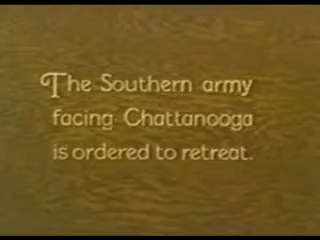 The Southern army
facing Chattanooga
is ordered to retreat.